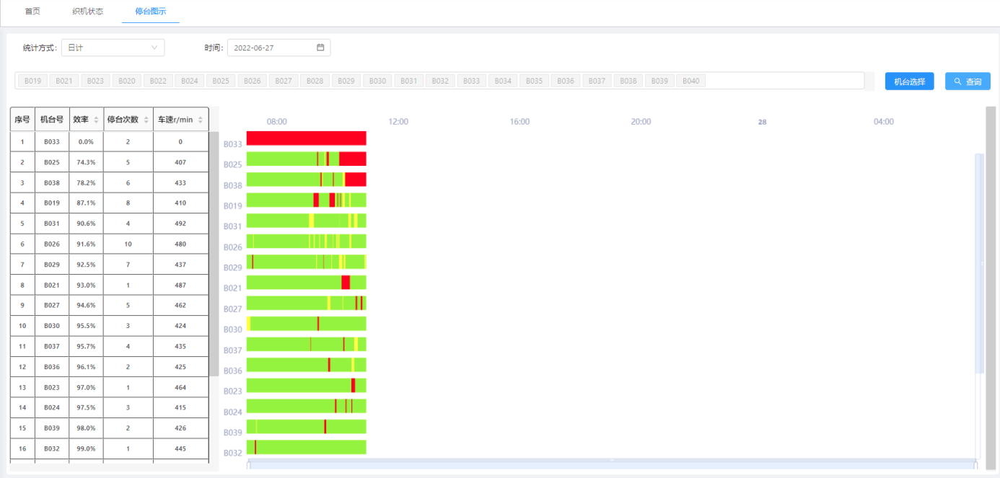 首页 织机状态 停台图示
统计方式: 日计 时间: 2022-06-27
B019 B021 B023 B020 B022 B024 B025 B026 B027 B028 B029 B030 B031 B032 B033 B034 B035 B036 B037 B038 B039 B040 机台选择 查询
序号 机台号 效率 停台次数 车速r/min
08:00 12:00 16:00 20:00 28 04:00
1 B033 0.0% 2 0 B033
2 B025 74.3% 5 407 B025
3 B038 78.2% 6 433 B038
4 B019 87.1% 8 410 B019
5 B031 90.6% 4 492 B031
6 B026 91.6% 10 480 B026
7 B029 92.5% 7 437 B029
8 B021 93.0% 1 487 B021
9 B027 94.6% 5 462 B027
10 B030 95.5% 3 424 B030
11 B037 95.7% 4 435 B037
12 B036 96.1% 2 425 B036
13 B023 97.0% 1 464 B023
14 B024 97.5% 3 415 B024
15 B039 98.0% 2 426 B039
16 B032 99.0% 1 445 B032